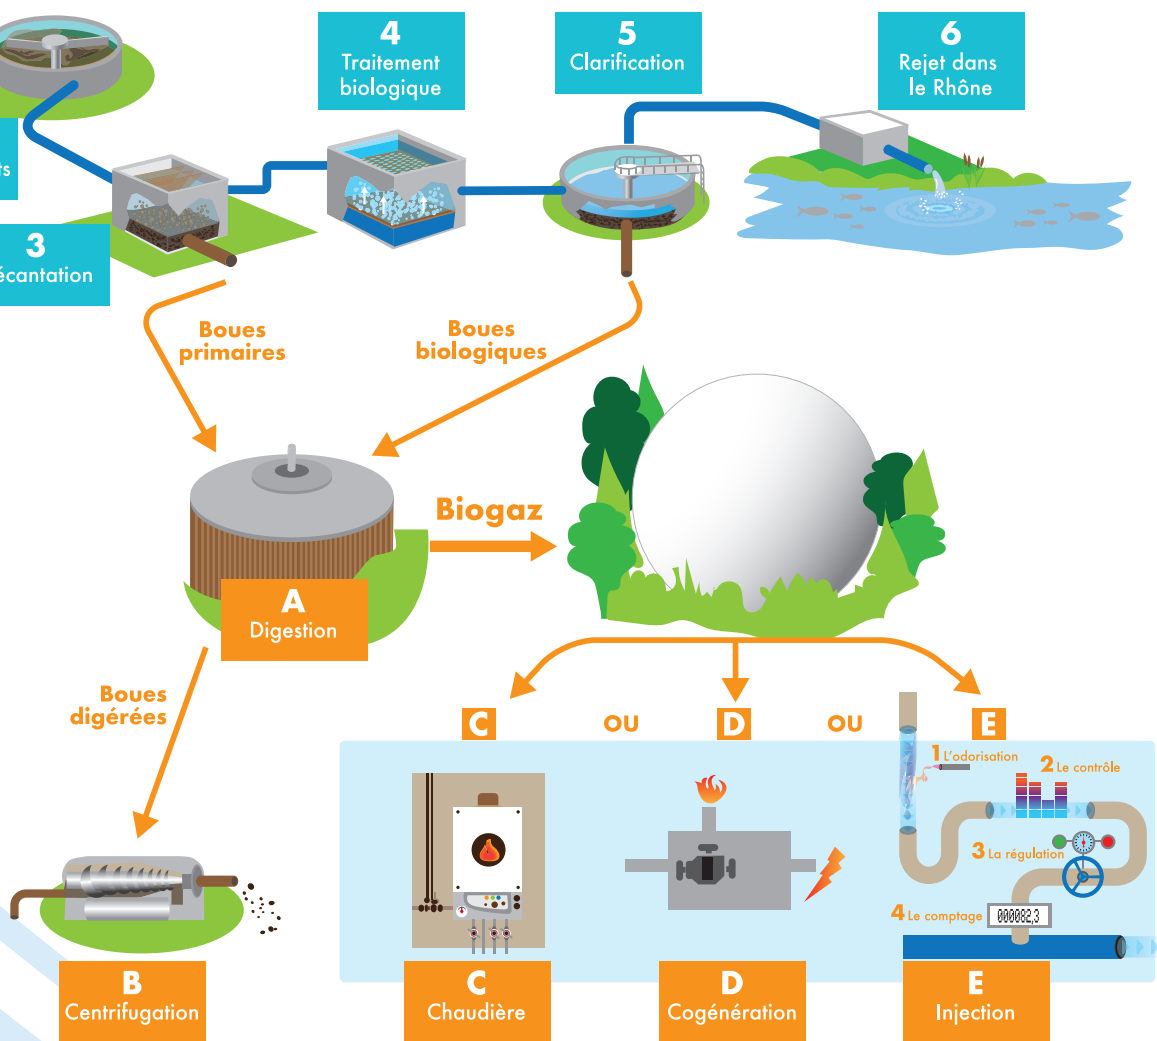 4
Traitement
biologique
5
Clarification
6
Rejet dans
le Rhône
3
écantation
Boues
primaires
Boues
biologiques
Biogaz
A
Digestion
Boues
digérées
C
OU
D
OU
E
1 L'odorisation
2 Le contrôle
3 La régulation
4 Le comptage
000082,3
B
Centrifugation
C
Chaudière
D
Cogénération
E
Injection